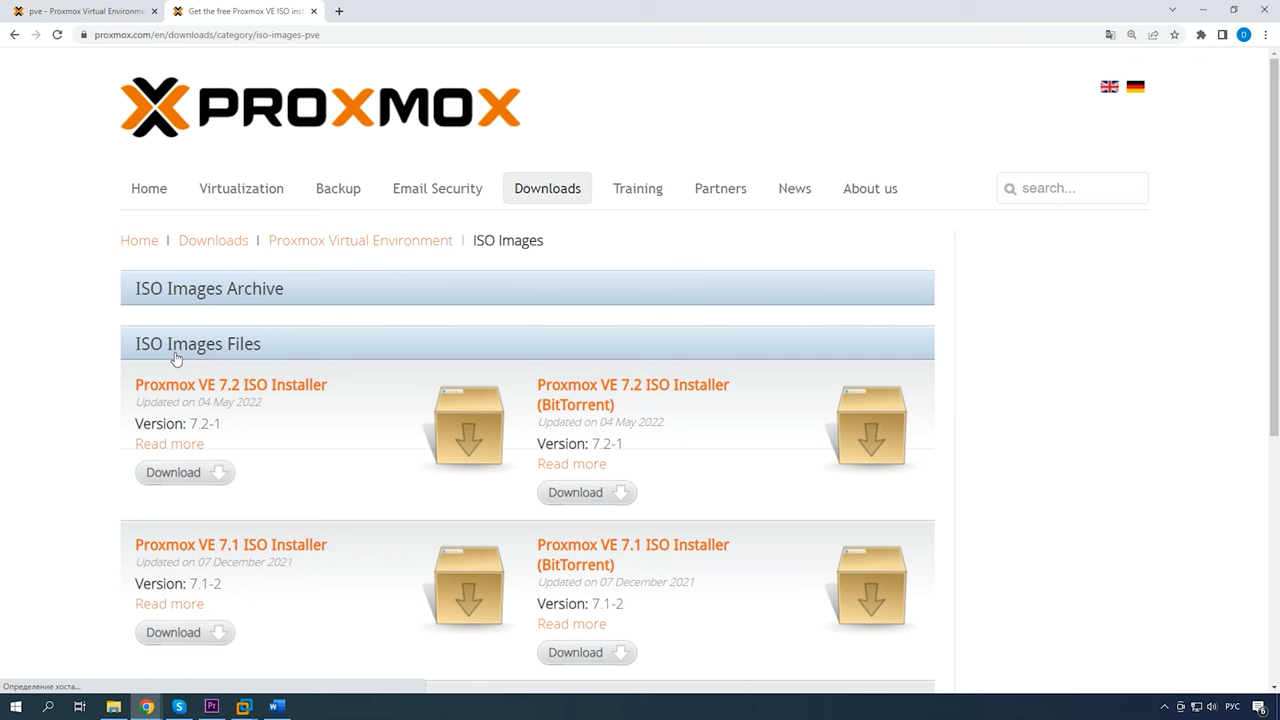 pve - Proxmox Virtual Environme
Get the free Proxmox VE ISO inst
proxmox.com/en/downloads/category/iso-images-pve
D
PROXMOX
Home
Virtualization
Backup
Email Security
Downloads
Training
Partners
News
About us
search...
Home | Downloads | Proxmox Virtual Environment | ISO Images
ISO Images Archive
ISO Images Files
Proxmox VE 7.2 ISO Installer
Updated on 04 May 2022
Version: 7.2-1
Read more
Download
Proxmox VE 7.2 ISO Installer
(BitTorrent)
Updated on 04 May 2022
Version: 7.2-1
Read more
Download
Proxmox VE 7.1 ISO Installer
Updated on 07 December 2021
Version: 7.1-2
Read more
Download
Proxmox VE 7.1 ISO Installer
(BitTorrent)
Updated on 07 December 2021
Version: 7.1-2
Read more
Download
Определение хоста...
РУС
6